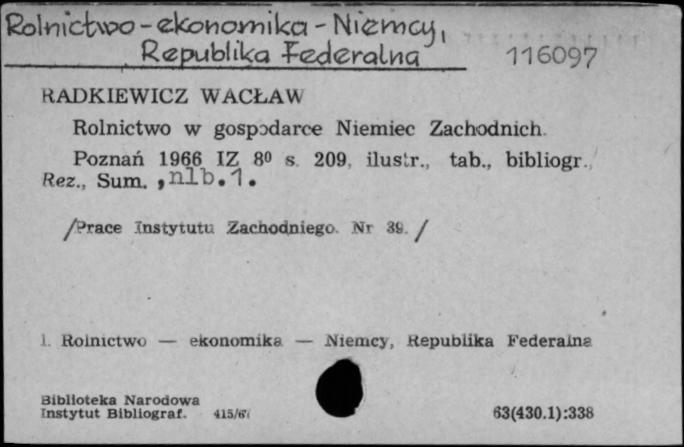 Rolnictwo - ekonomika - Niemcy,
Republika Federalna
116097
RADKIEWICZ WACŁAW
Rolnictwo w gospodarce Niemiec Zachodnich.
Poznań 1966 IZ 8⁰ s. 209, ilustr., tab., bibliogr.,
Rez., Sum. , nlb. 1.
/Prace Instytutu Zachodniego. Nr 39. /
1. Rolnictwo — ekonomika — Niemcy, Republika Federalna
Biblioteka Narodowa
Instytut Bibliograf. 415/67
63(430.1):338